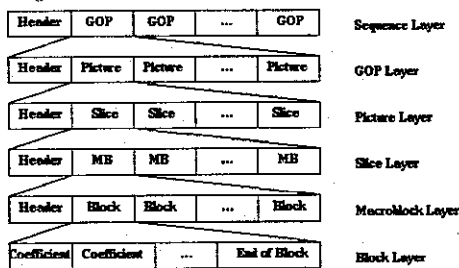 Header GOP GOP ... GOP Sequence Layer
Header Picture Picture ... Picture GOP Layer
Header Slice Slice ... Slice Picture Layer
Header MB MB ... MB Slice Layer
Header Block Block ... Block Macroblock Layer
Coefficient Coefficient ... End of Block Block Layer